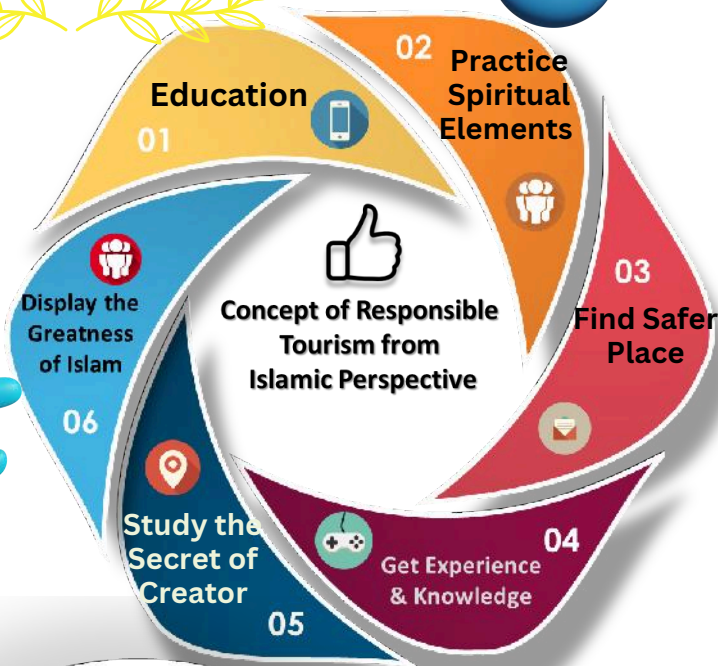 01
Education
02
Practice
Spiritual
Elements
03
Find Safer
Place
04
Get Experience
& Knowledge
05
Study the
Secret of
Creator
06
Display the
Greatness
of Islam
Concept of Responsible
Tourism from
Islamic Perspective